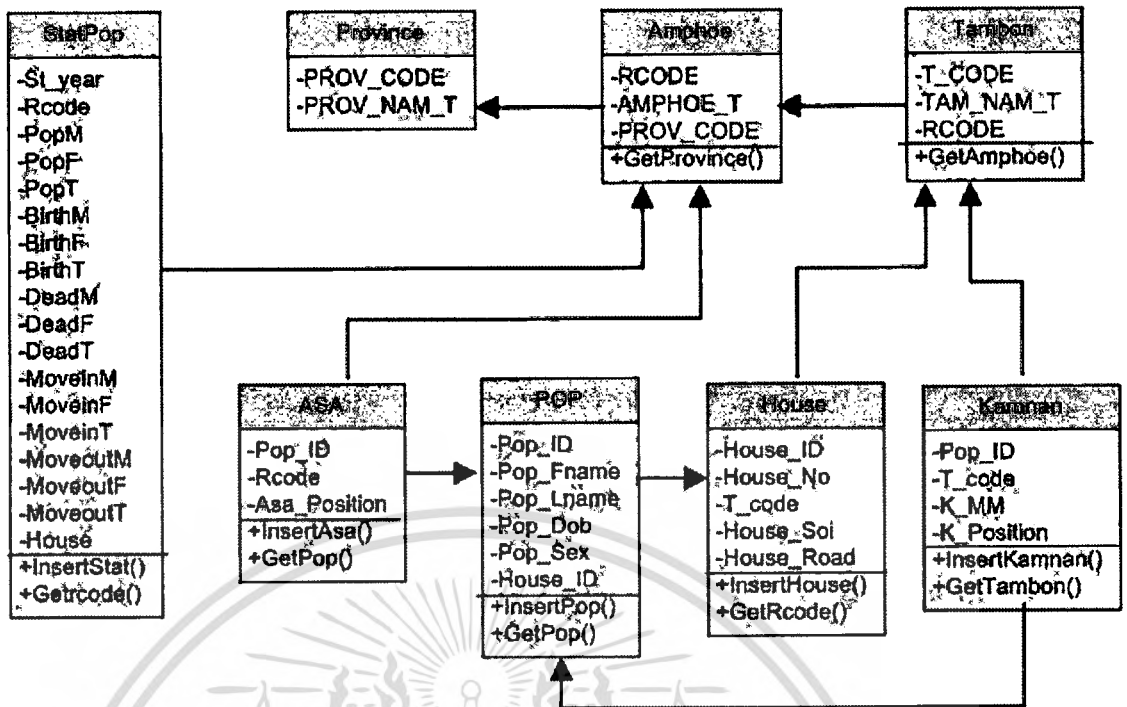 StatPop
-St_year
-Rcode
-PopM
-PopF
-PopT
-BirthM
-BirthF
-BirthT
-DeadM
-DeadF
-DeadT
-MoveInM
-MoveinF
-MoveinT
-MoveoutM
-MoveoutF
-MoveoutT
-House
+InsertStat()
+Getrcode()
Province
-PROV_CODE
-PROV_NAM_T
Amphoe
-RCODE
-AMPHOE_T
-PROV_CODE
+GetProvince()
Tambon
-T_CODE
-TAM_NAM_T
-RCODE
+GetAmphoe()
ASA
-Pop_ID
-Rcode
-Asa_Position
+InsertAsa()
+GetPop()
POP
-Pop_ID
-Pop_Fname
-Pop_Lname
-Pop_Dob
-Pop_Sex
-House_ID
+InsertPop()
+GetPop()
House
-House_ID
-House_No
-T_code
-House_Soi
-House_Road
+InsertHouse()
+GetRcode()
Kamnan
-Pop_ID
-T_code
-K_MM
-K_Position
+InsertKamnan()
+GetTambon()